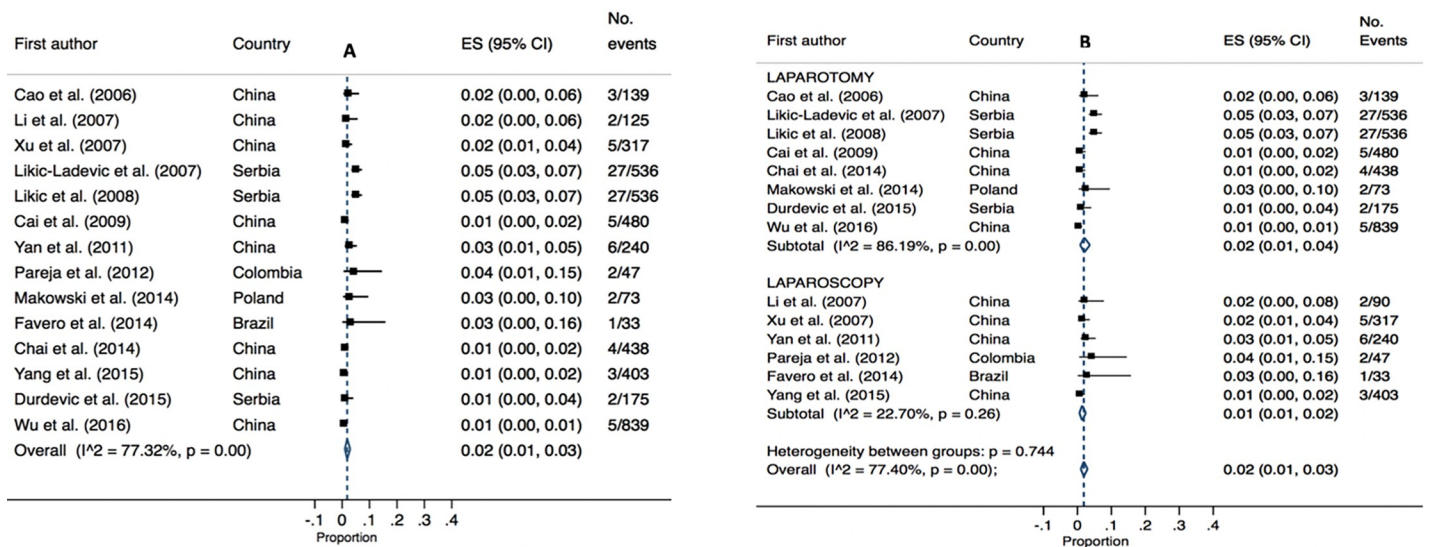 No.
First author Country A ES (95% CI) events
Cao et al. (2006) China 0.02 (0.00, 0.06) 3/139
Li et al. (2007) China 0.02 (0.00, 0.06) 2/125
Xu et al. (2007) China 0.02 (0.01, 0.04) 5/317
Likic-Ladevic et al. (2007) Serbia 0.05 (0.03, 0.07) 27/536
Likic et al. (2008) Serbia 0.05 (0.03, 0.07) 27/536
Cai et al. (2009) China 0.01 (0.00, 0.02) 5/480
Yan et al. (2011) China 0.03 (0.01, 0.05) 6/240
Pareja et al. (2012) Colombia 0.04 (0.01, 0.15) 2/47
Makowski et al. (2014) Poland 0.03 (0.00, 0.10) 2/73
Favero et al. (2014) Brazil 0.03 (0.00, 0.16) 1/33
Chai et al. (2014) China 0.01 (0.00, 0.02) 4/438
Yang et al. (2015) China 0.01 (0.00, 0.02) 3/403
Durdevic et al. (2015) Serbia 0.01 (0.00, 0.04) 2/175
Wu et al. (2016) China 0.01 (0.00, 0.01) 5/839
Overall (I^2 = 77.32%, p = 0.00) 0.02 (0.01, 0.03)
-.1 0 .1 .2 .3 .4
Proportion
No.
First author Country B ES (95% CI) Events
LAPAROTOMY
Cao et al. (2006) China 0.02 (0.00, 0.06) 3/139
Likic-Ladevic et al. (2007) Serbia 0.05 (0.03, 0.07) 27/536
Likic et al. (2008) Serbia 0.05 (0.03, 0.07) 27/536
Cai et al. (2009) China 0.01 (0.00, 0.02) 5/480
Chai et al. (2014) China 0.01 (0.00, 0.02) 4/438
Makowski et al. (2014) Poland 0.03 (0.00, 0.10) 2/73
Durdevic et al. (2015) Serbia 0.01 (0.00, 0.04) 2/175
Wu et al. (2016) China 0.01 (0.00, 0.01) 5/839
Subtotal (I^2 = 86.19%, p = 0.00) 0.02 (0.01, 0.04)
LAPAROSCOPY
Li et al. (2007) China 0.02 (0.00, 0.08) 2/90
Xu et al. (2007) China 0.02 (0.01, 0.04) 5/317
Yan et al. (2011) China 0.03 (0.01, 0.05) 6/240
Pareja et al. (2012) Colombia 0.04 (0.01, 0.15) 2/47
Favero et al. (2014) Brazil 0.03 (0.00, 0.16) 1/33
Yang et al. (2015) China 0.01 (0.00, 0.02) 3/403
Subtotal (I^2 = 22.70%, p = 0.26) 0.01 (0.01, 0.02)
Heterogeneity between groups: p = 0.744
Overall (I^2 = 77.40%, p = 0.00); 0.02 (0.01, 0.03)
-.1 0 .1 .2 .3 .4
Proportion